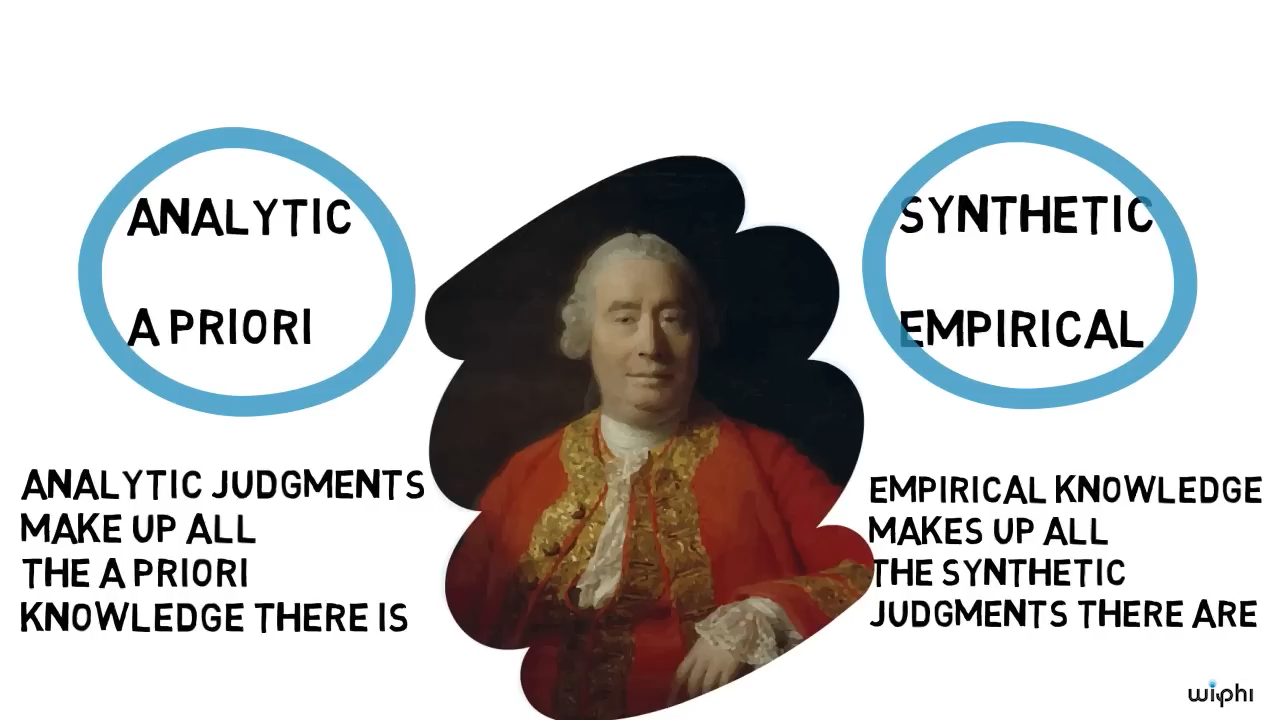 ANALYTIC
A PRIORI
ANALYTIC JUDGMENTS
MAKE UP ALL
THE A PRIORI
KNOWLEDGE THERE IS
SYNTHETIC
EMPIRICAL
EMPIRICAL KNOWLEDGE
MAKES UP ALL
THE SYNTHETIC
JUDGMENTS THERE ARE
wiphi